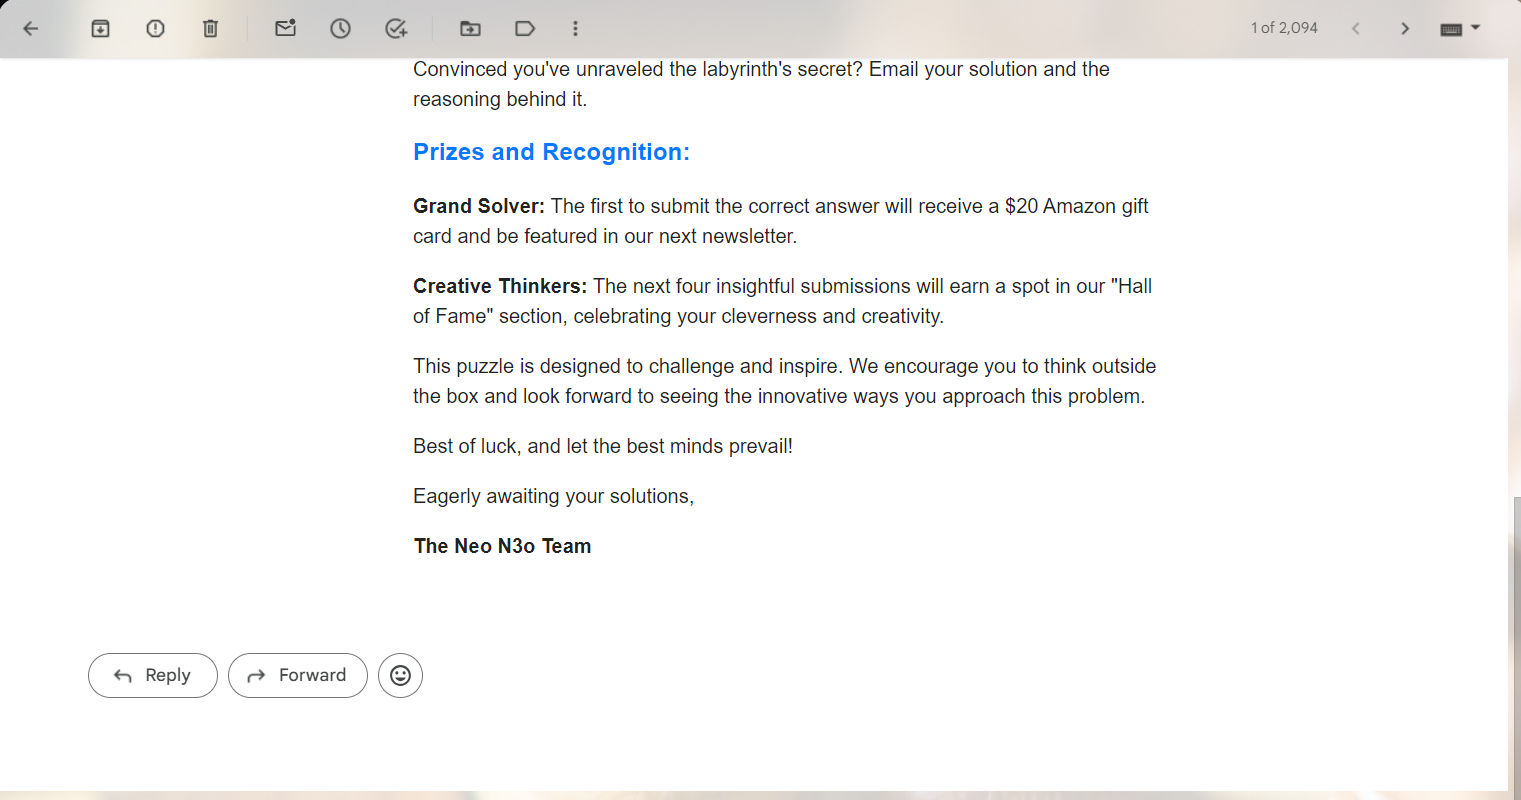 1 of 2,094
Convinced you've unraveled the labyrinth's secret? Email your solution and the
reasoning behind it.
Prizes and Recognition:
Grand Solver: The first to submit the correct answer will receive a $20 Amazon gift
card and be featured in our next newsletter.
Creative Thinkers: The next four insightful submissions will earn a spot in our "Hall
of Fame" section, celebrating your cleverness and creativity.
This puzzle is designed to challenge and inspire. We encourage you to think outside
the box and look forward to seeing the innovative ways you approach this problem.
Best of luck, and let the best minds prevail!
Eagerly awaiting your solutions,
The Neo N3o Team
Reply Forward